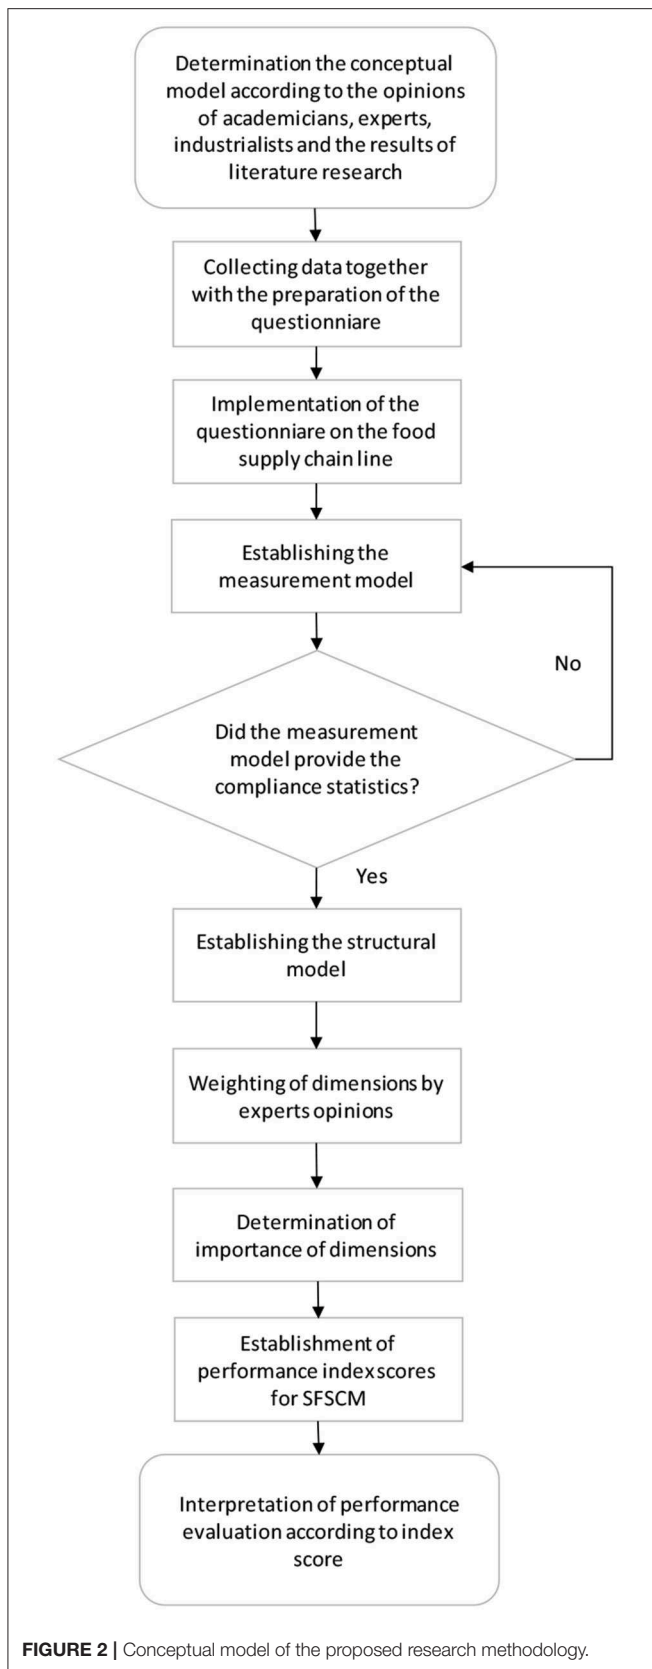 Determination the conceptual
model according to the opinions
of academicians, experts,
industrialists and the results of
literature research
Collecting data together
with the preparation of the
questionniare
Implementation of the
questionniare on the food
supply chain line
Establishing the
measurement model
No
Did the measurement
model provide the
compliance statistics?
Yes
Establishing the structural
model
Weighting of dimensions by
experts opinions
Determination of
importance of dimensions
Establishment of
performance index scores
for SFSCM
Interpretation of performance
evaluation according to index
score
FIGURE 2 | Conceptual model of the proposed research methodology.